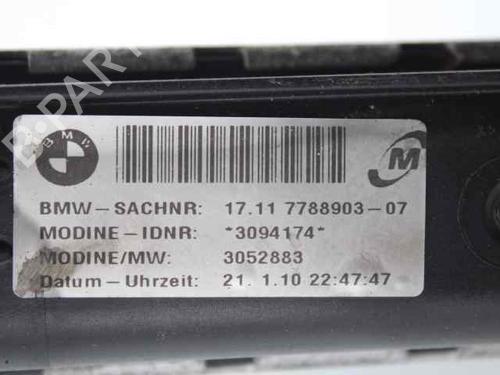 B-PARTS
BMW
M
BMW-SACHNR: 17.11 7788903-07
MODINE-IDNR: *3094174*
MODINE/MW: 3052883
Datum-Uhrzeit: 21. 1.10 22:47:47